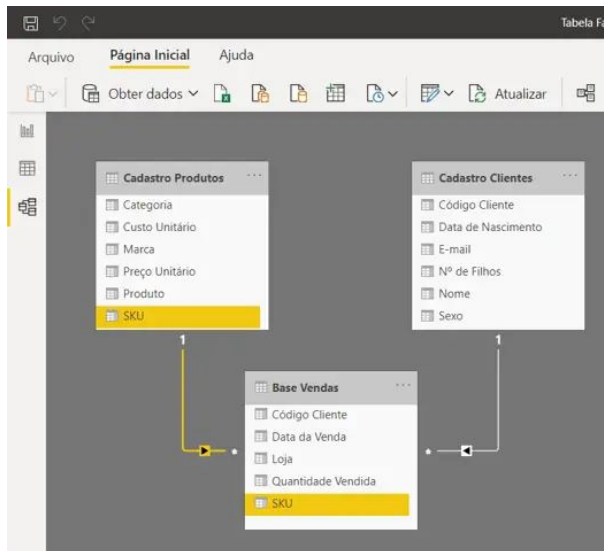 Tabela Fa
Arquivo Página Inicial Ajuda
Obter dados Atualizar
Cadastro Produtos ...
Categoria
Custo Unitário
Marca
Preço Unitário
Produto
SKU
1
Cadastro Clientes ...
Código Cliente
Data de Nascimento
E-mail
Nº de Filhos
Nome
Sexo
1
Base Vendas ...
Código Cliente
Data da Venda
Loja
Quantidade Vendida
SKU
* *